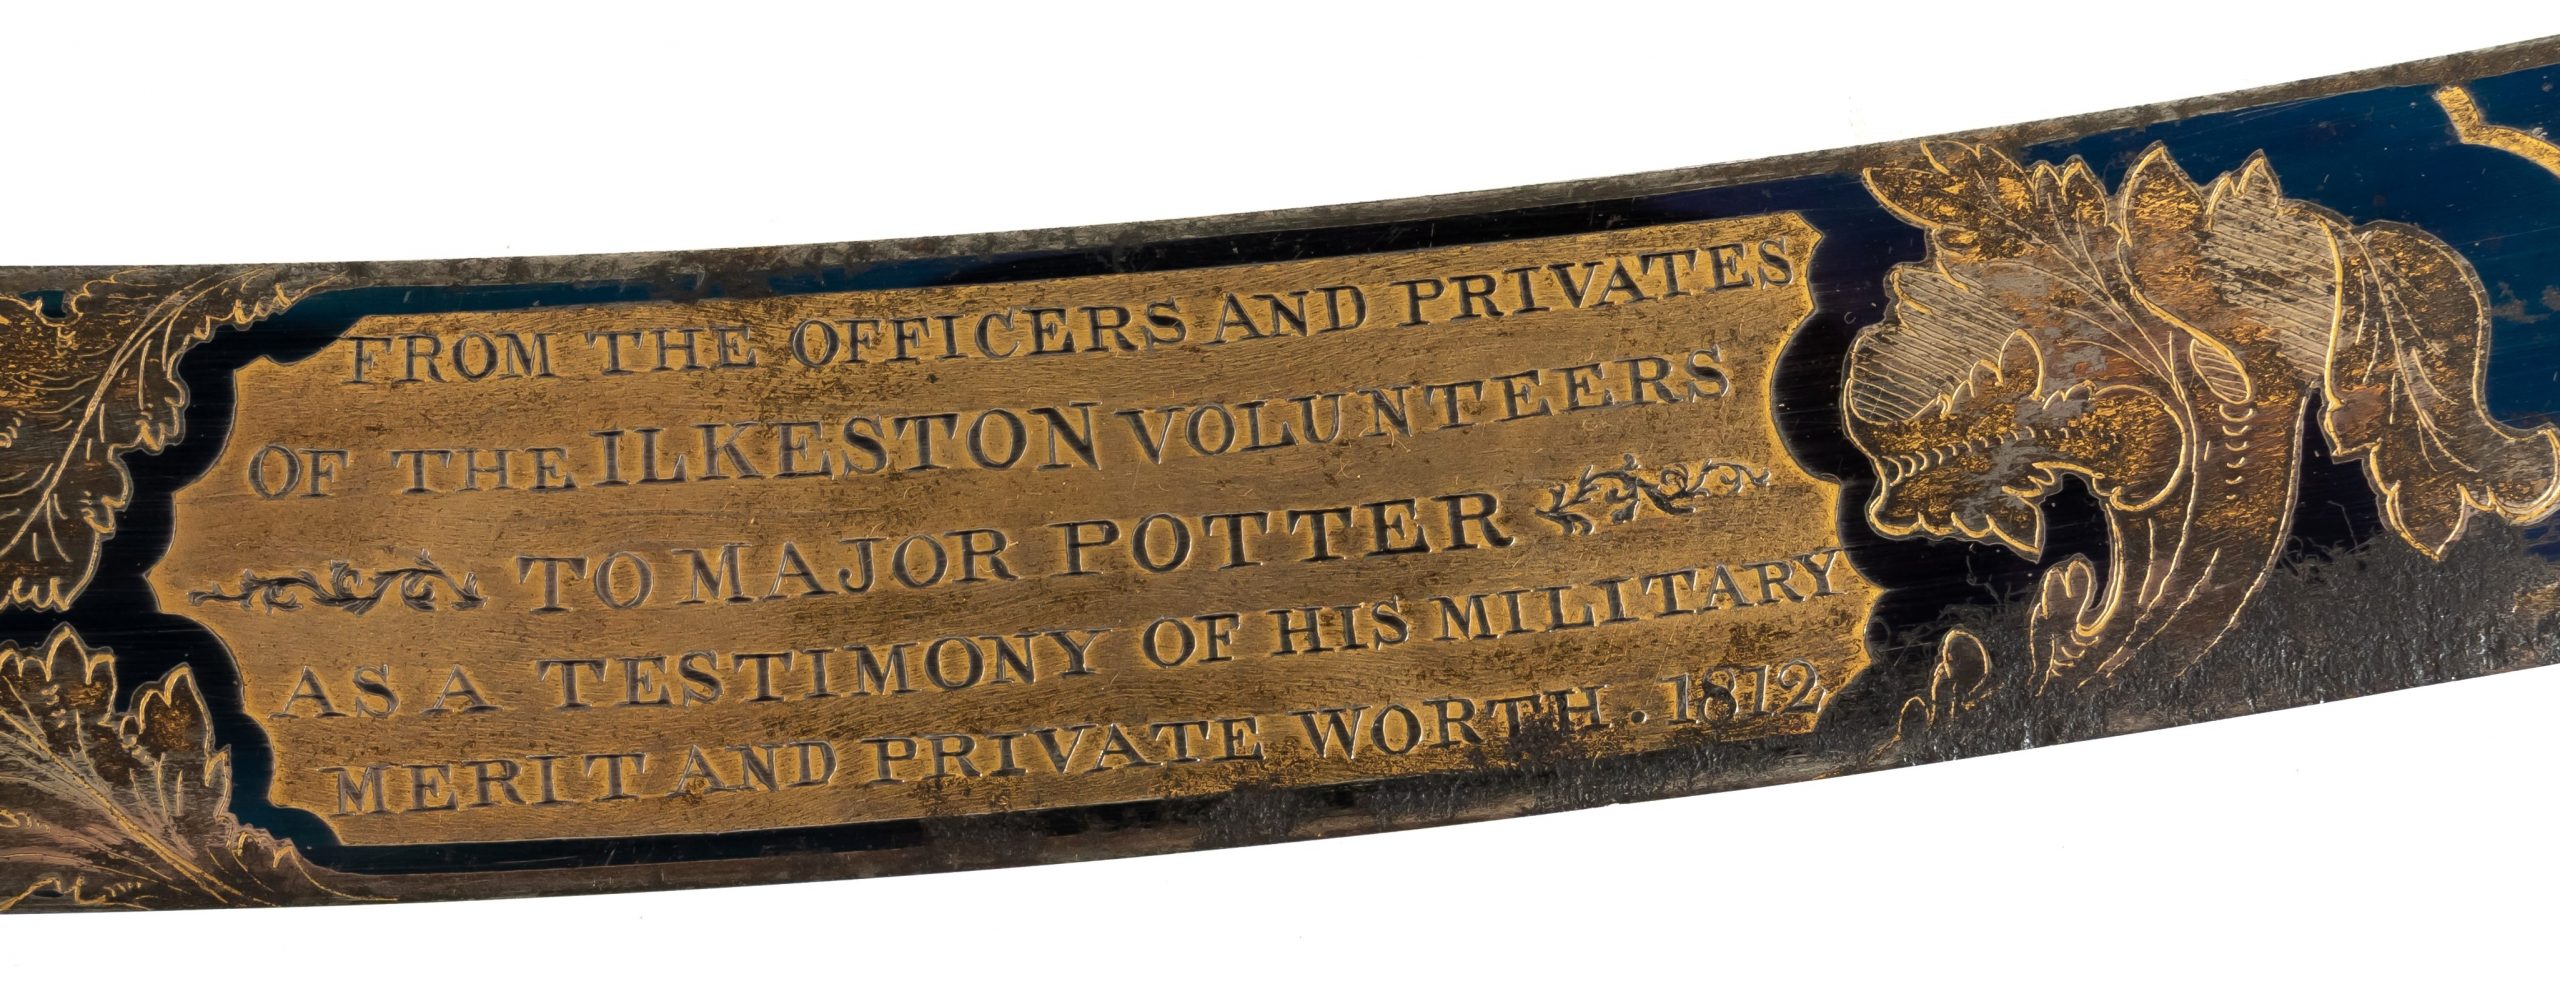 FROM THE OFFICERS AND PRIVATES
OF THE ILKESTON VOLUNTEERS
TO MAJOR POTTER
AS A TESTIMONY OF HIS MILITARY
MERIT AND PRIVATE WORTH . 1812